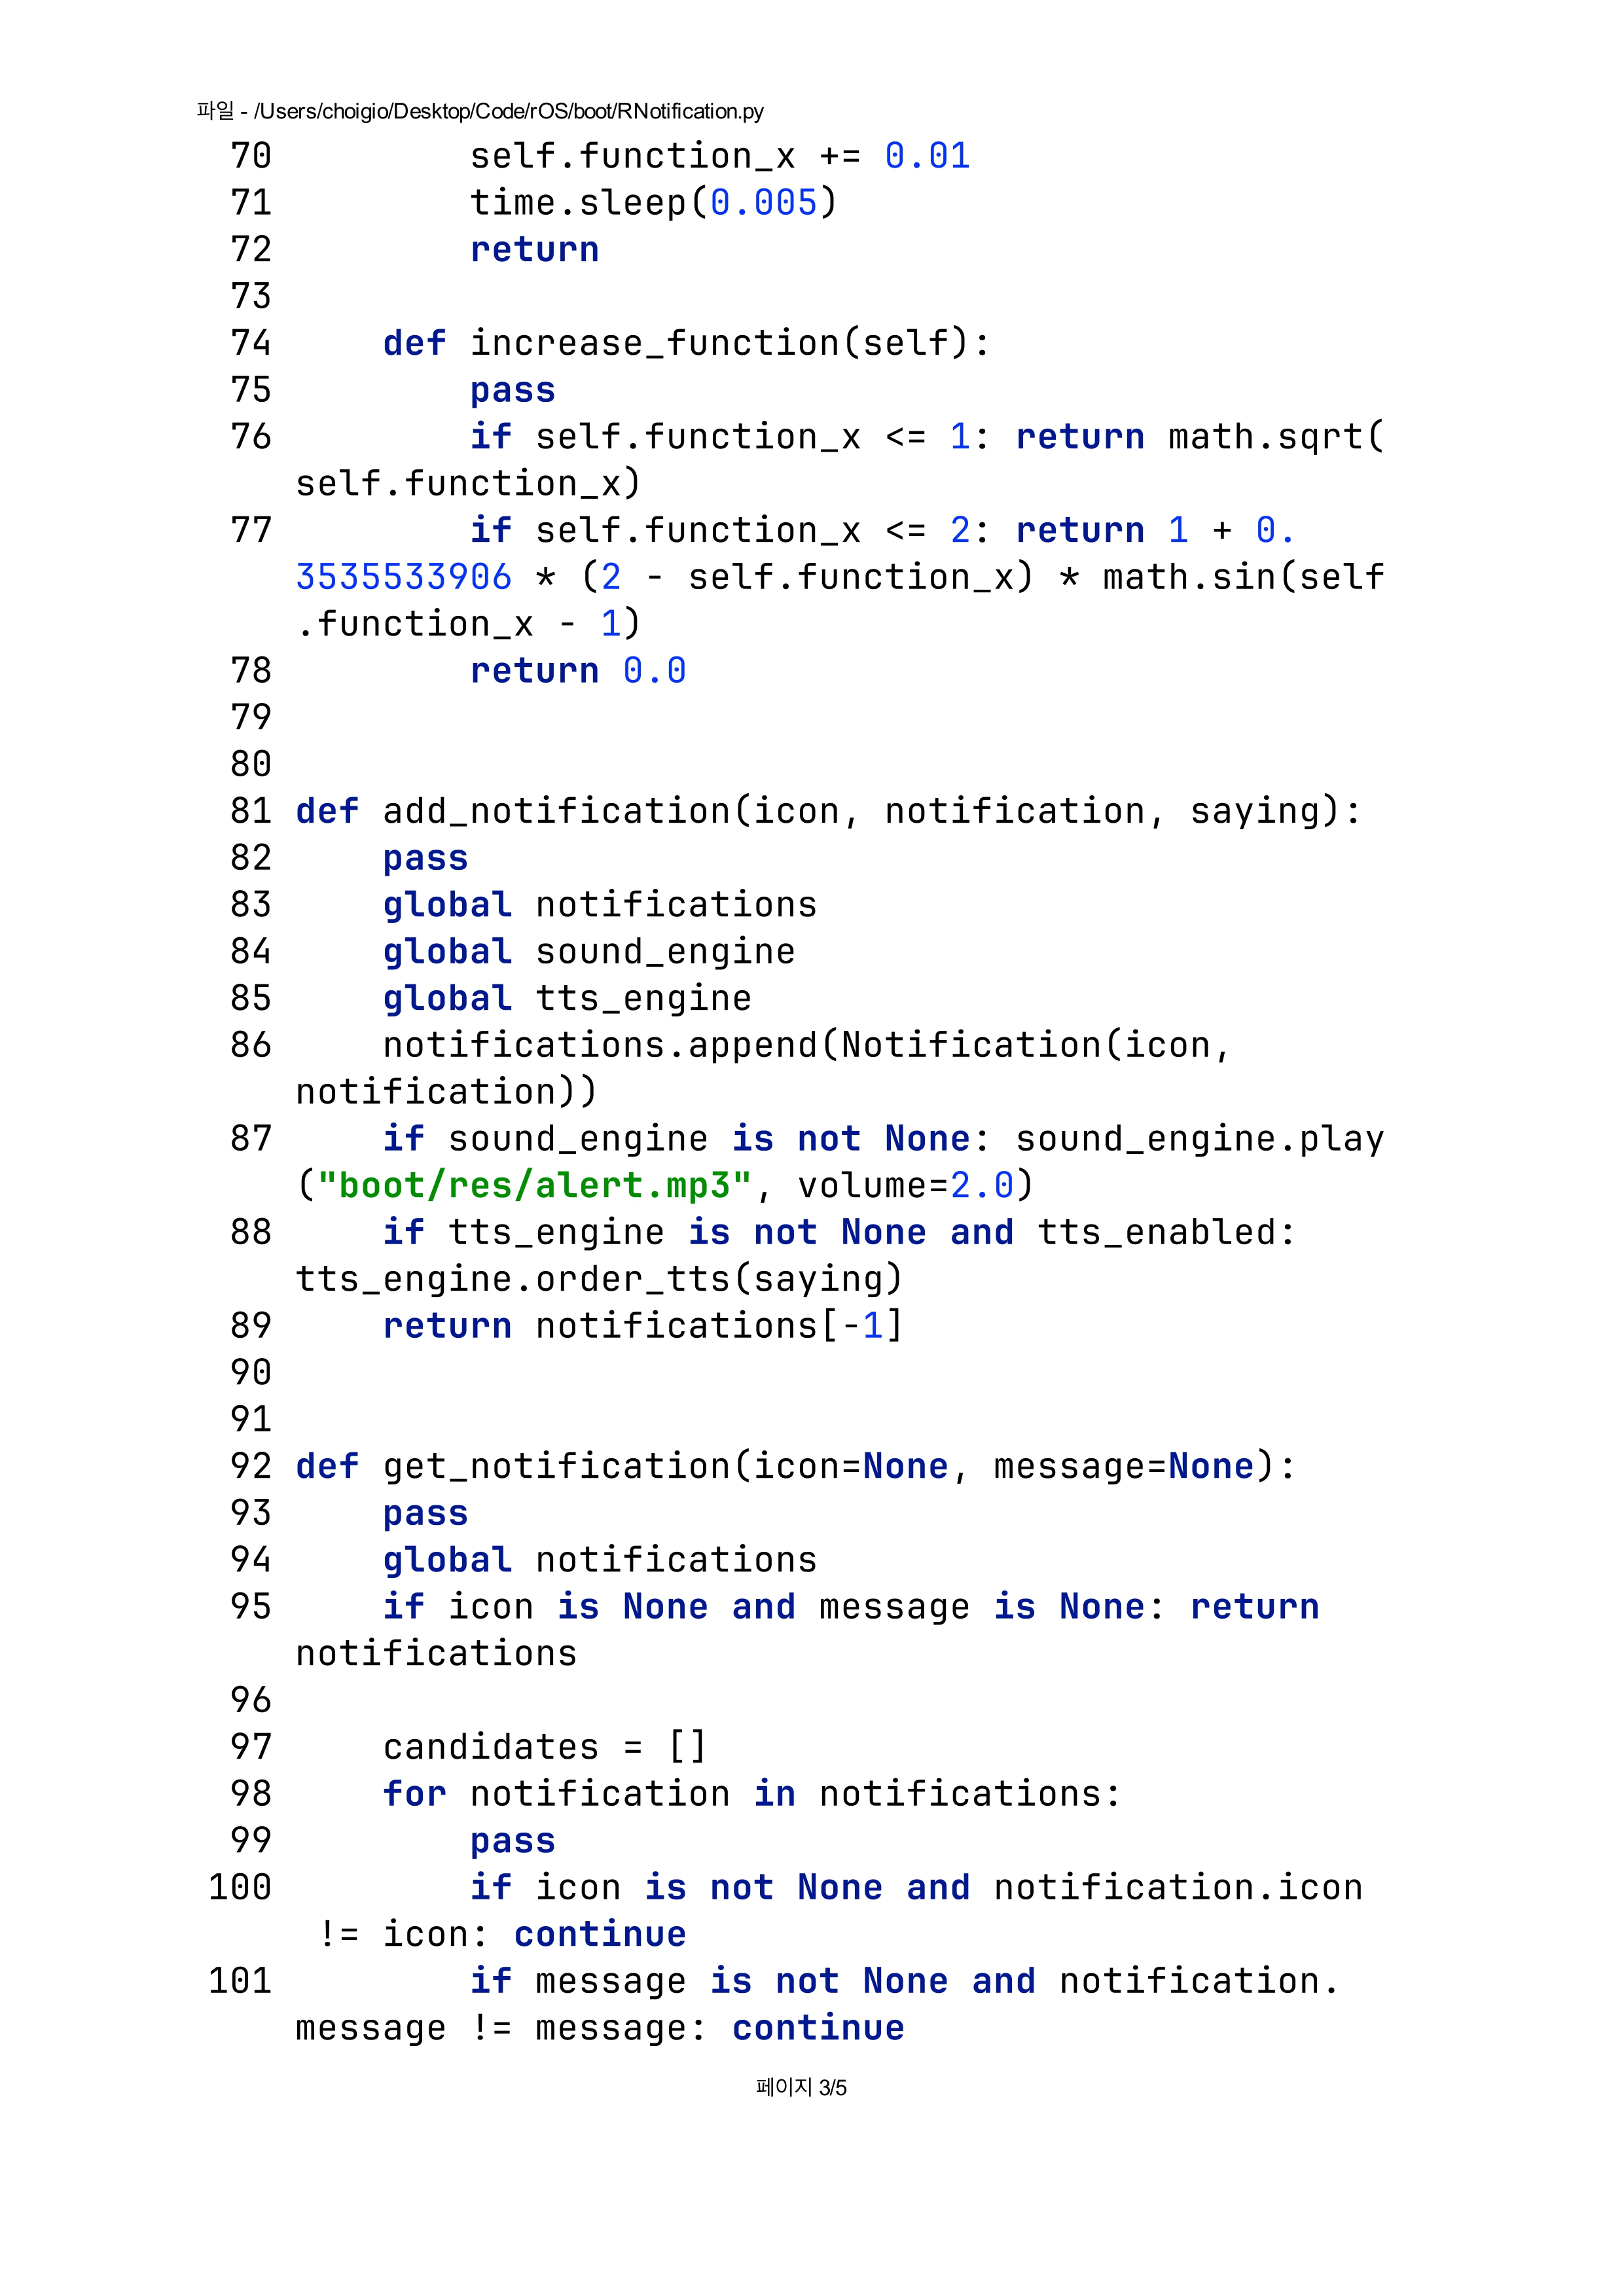 파일 - /Users/choigio/Desktop/Code/rOS/boot/RNotification.py
70         self.function_x += 0.01
71         time.sleep(0.005)
72         return
73
74     def increase_function(self):
75         pass
76         if self.function_x <= 1: return math.sqrt(
self.function_x)
77         if self.function_x <= 2: return 1 + 0.
3535533906 * (2 - self.function_x) * math.sin(self
.function_x - 1)
78         return 0.0
79
80
81 def add_notification(icon, notification, saying):
82     pass
83     global notifications
84     global sound_engine
85     global tts_engine
86     notifications.append(Notification(icon,
notification))
87     if sound_engine is not None: sound_engine.play
("boot/res/alert.mp3", volume=2.0)
88     if tts_engine is not None and tts_enabled:
tts_engine.order_tts(saying)
89     return notifications[-1]
90
91
92 def get_notification(icon=None, message=None):
93     pass
94     global notifications
95     if icon is None and message is None: return
notifications
96
97     candidates = []
98     for notification in notifications:
99         pass
100         if icon is not None and notification.icon
 != icon: continue
101         if message is not None and notification.
message != message: continue
페이지 3/5